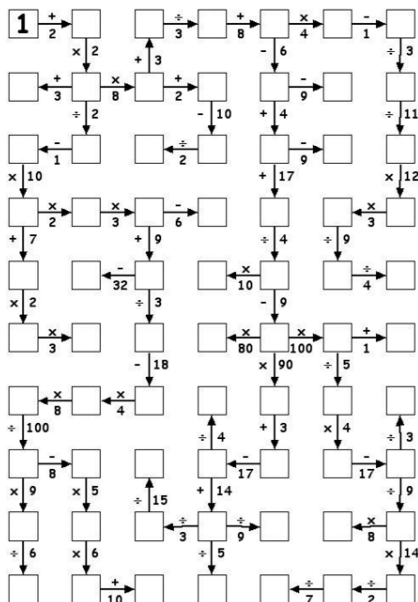 1 + 2 ÷ 3 + 8 × 4 - 1
× 2 + 3 - 6 ÷ 3
+ 3 × 8 + 2 - 9
÷ 2 - 10 + 4 ÷ 11
- 1 ÷ 2 - 9
× 10 + 17 × 12
× 2 × 3 - 6 × 3
+ 7 + 9 ÷ 4 ÷ 9
- 32 × 10 ÷ 4
× 2 ÷ 3 - 9
× 3 × 80 × 100 + 1
- 18 × 90 ÷ 5
× 8 × 4
÷ 100 ÷ 4 + 3 × 4 ÷ 3
- 8 - 17 - 17
× 9 × 5 ÷ 15 + 14 ÷ 9
÷ 3 ÷ 9 × 8
÷ 6 × 6 ÷ 5 × 14
+ 10 ÷ 7 ÷ 2